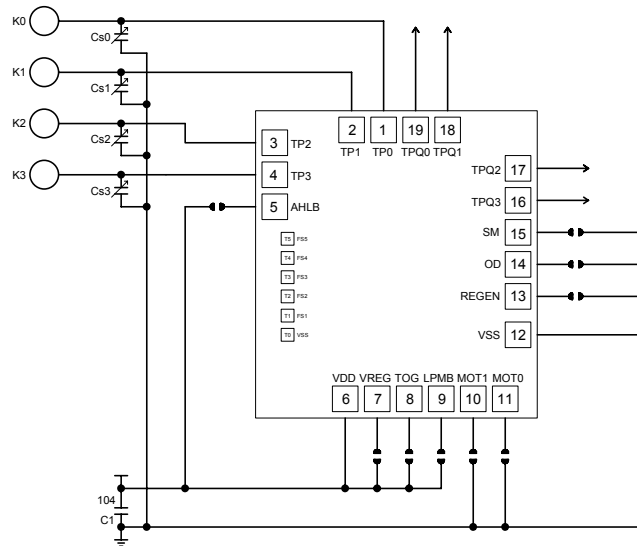 K0
Cs0
K1
Cs1
K2
Cs2
K3
Cs3
2 1 19 18
TP1 TP0 TPQ0 TPQ1
3 TP2
4 TP3
5 AHLB
TPQ2 17
TPQ3 16
SM 15
OD 14
REGEN 13
VSS 12
T5 FS5
T4 FS4
T3 FS3
T2 FS2
T1 FS1
T0 VSS
VDD VREG TOG LPMB MOT1 MOT0
6 7 8 9 10 11
104
C1